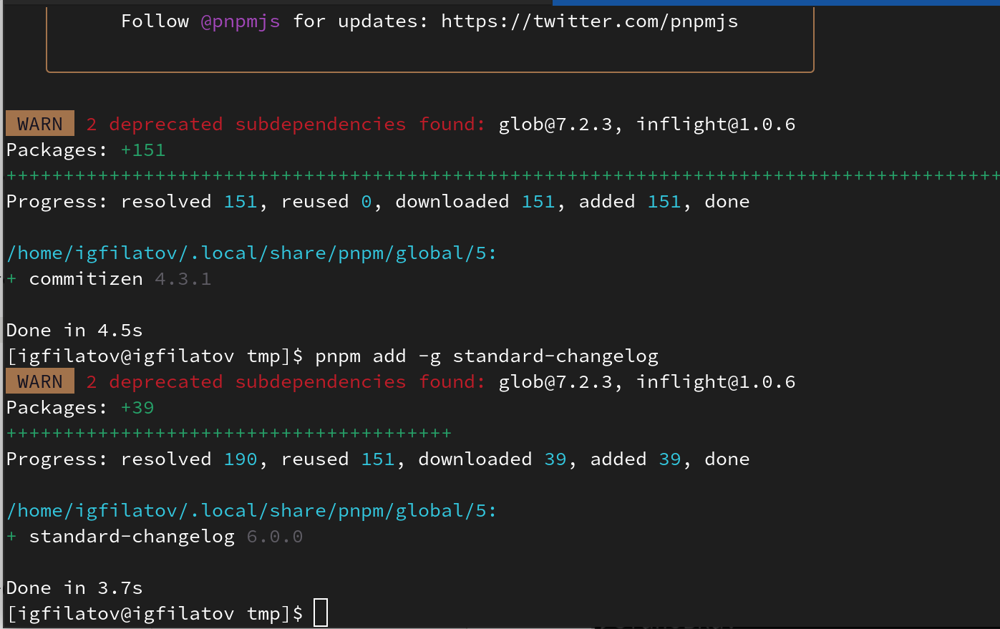 Follow @pnpmjs for updates: https://twitter.com/pnpmjs
WARN 2 deprecated subdependencies found: glob@7.2.3, inflight@1.0.6
Packages: +151
+++++++++++++++++++++++++++++++++++++++++++++++++++++++++++++++++++++++++++++++++++++++
Progress: resolved 151, reused 0, downloaded 151, added 151, done
/home/igfilatov/.local/share/pnpm/global/5:
+ commitizen 4.3.1
Done in 4.5s
[igfilatov@igfilatov tmp]$ pnpm add -g standard-changelog
WARN 2 deprecated subdependencies found: glob@7.2.3, inflight@1.0.6
Packages: +39
+++++++++++++++++++++++++++++++++++++++
Progress: resolved 190, reused 151, downloaded 39, added 39, done
/home/igfilatov/.local/share/pnpm/global/5:
+ standard-changelog 6.0.0
Done in 3.7s
[igfilatov@igfilatov tmp]$